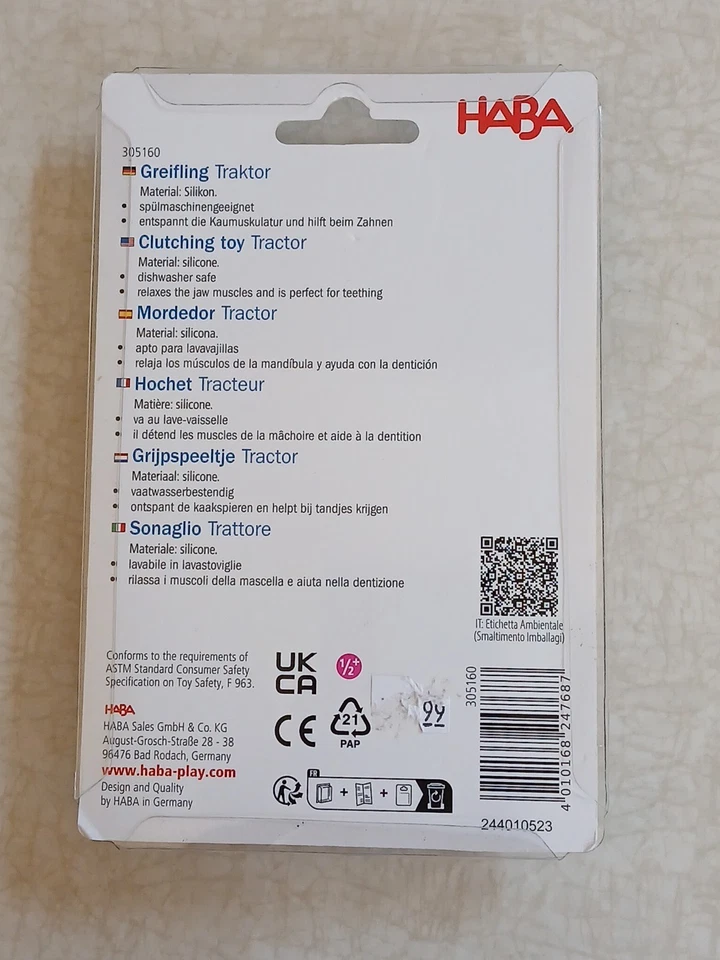 HABA
305160
Greifling Traktor
Material: Silikon.
• spülmaschinengeeignet
• entspannt die Kaumuskulatur und hilft beim Zahnen
Clutching toy Tractor
Material: silicone.
• dishwasher safe
• relaxes the jaw muscles and is perfect for teething
Mordedor Tractor
Material: silicona.
• apto para lavavajillas
• relaja los músculos de la mandíbula y ayuda con la dentición
Hochet Tracteur
Matière: silicone.
• va au lave-vaisselle
• il détend les muscles de la mâchoire et aide à la dentition
Grijpspeeltje Tractor
Materiaal: silicone.
• vaatwasserbestendig
• ontspant de kaakspieren en helpt bij tandjes krijgen
Sonaglio Trattore
Materiale: silicone.
• lavabile in lavastoviglie
• rilassa i muscoli della mascella e aiuta nella dentizione
IT: Etichetta Ambientale
(Smaltimento Imballagi)
Conforms to the requirements of
ASTM Standard Consumer Safety
Specification on Toy Safety, F 963.
HABA
HABA Sales GmbH & Co. KG
August-Grosch-Straße 28 - 38
96476 Bad Rodach, Germany
www.haba-play.com
Design and Quality
by HABA in Germany
UK
CA
1/2+
CE
21
PAP
99
FR
+ +
305160
4 010168 247687
244010523